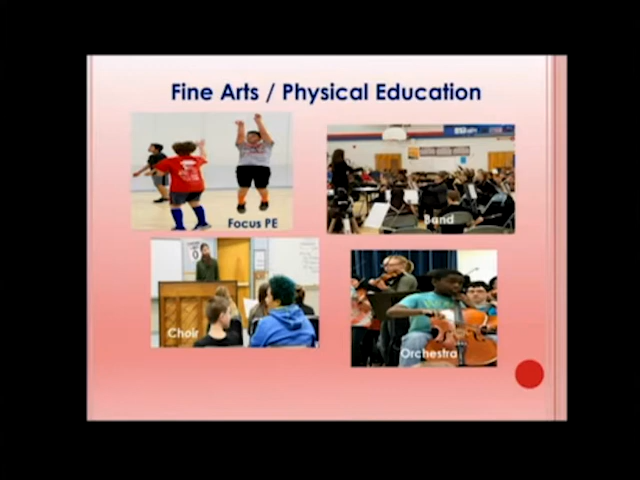 Fine Arts / Physical Education
Focus PE
Band
Choir
Orchestra